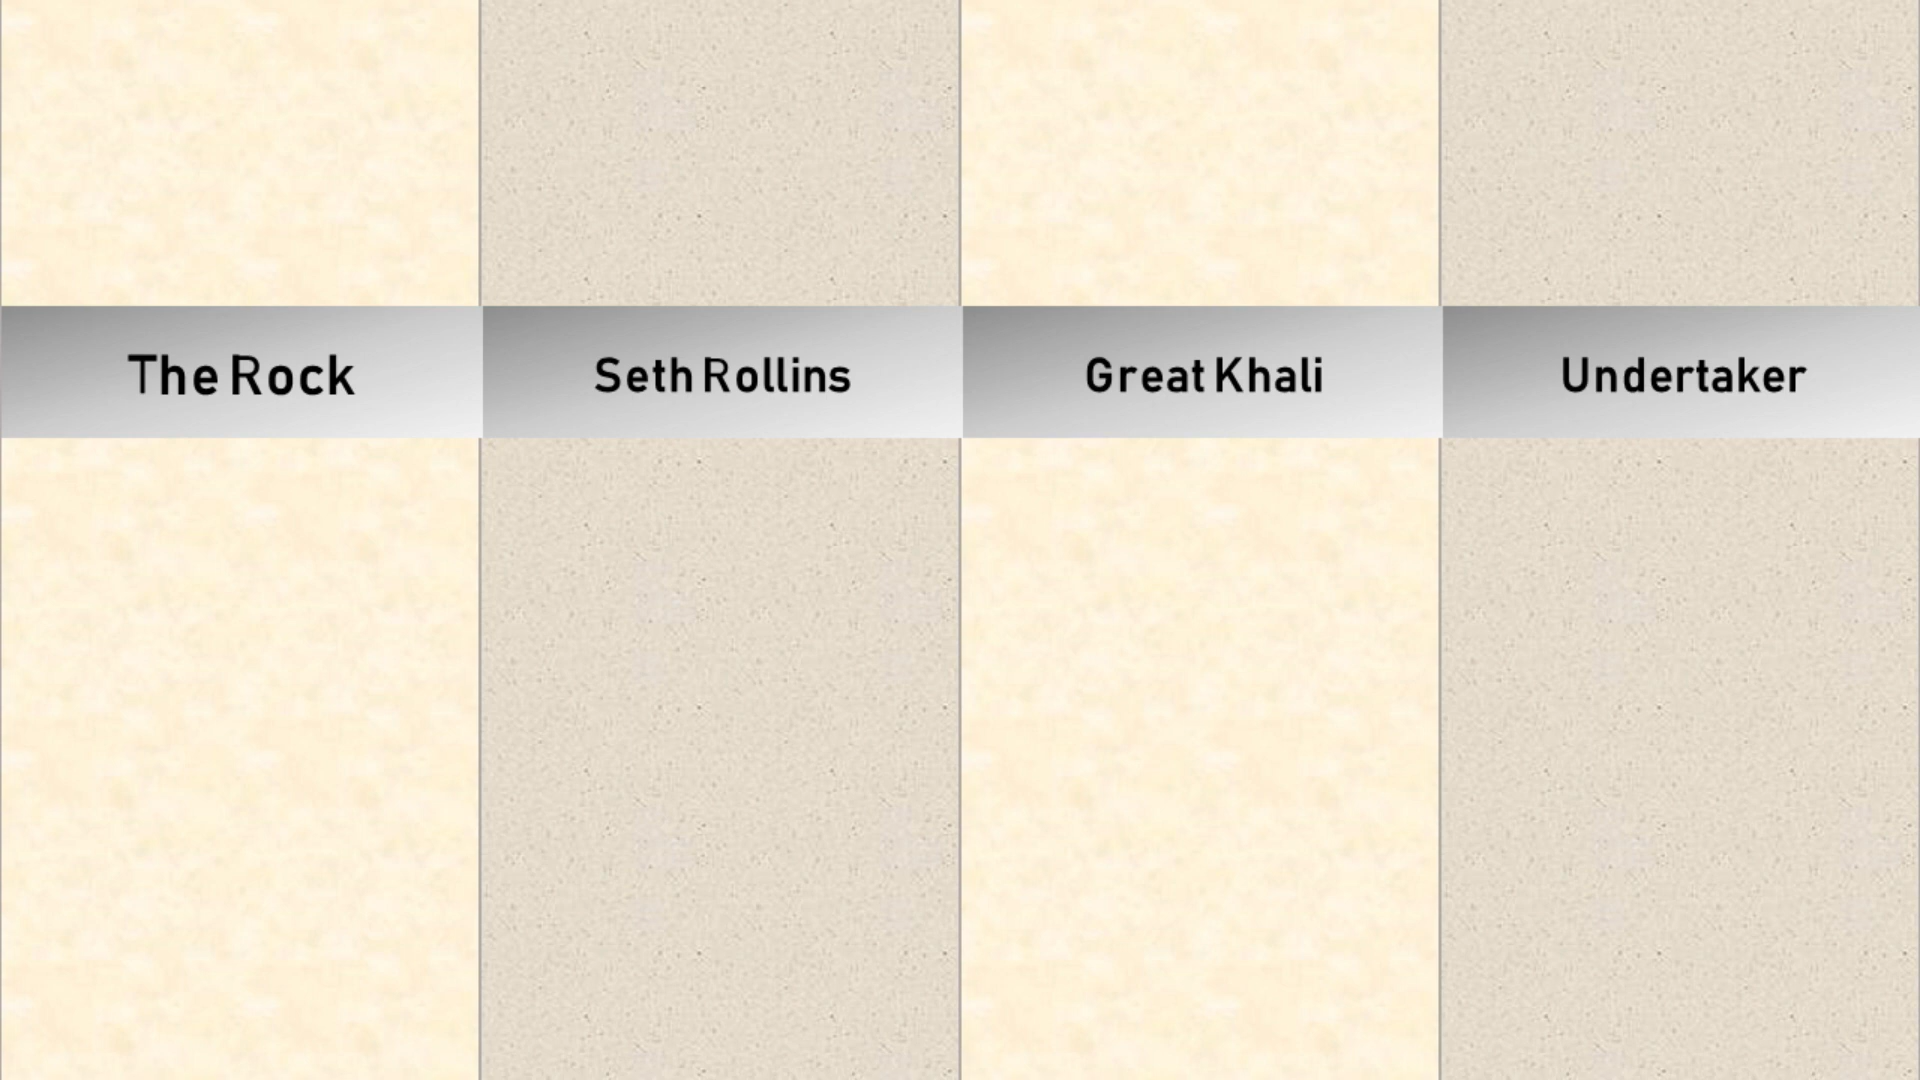 The Rock
Seth Rollins
Great Khali
Undertaker